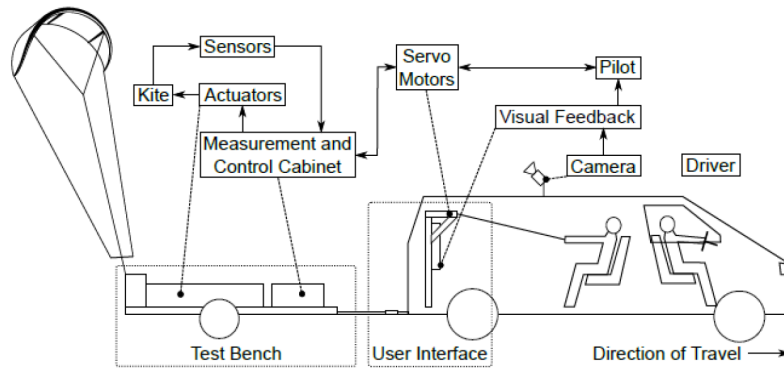 Sensors
Servo
Motors
Pilot
Kite
Actuators
Visual Feedback
Measurement and
Control Cabinet
Camera
Driver
Test Bench
User Interface
Direction of Travel